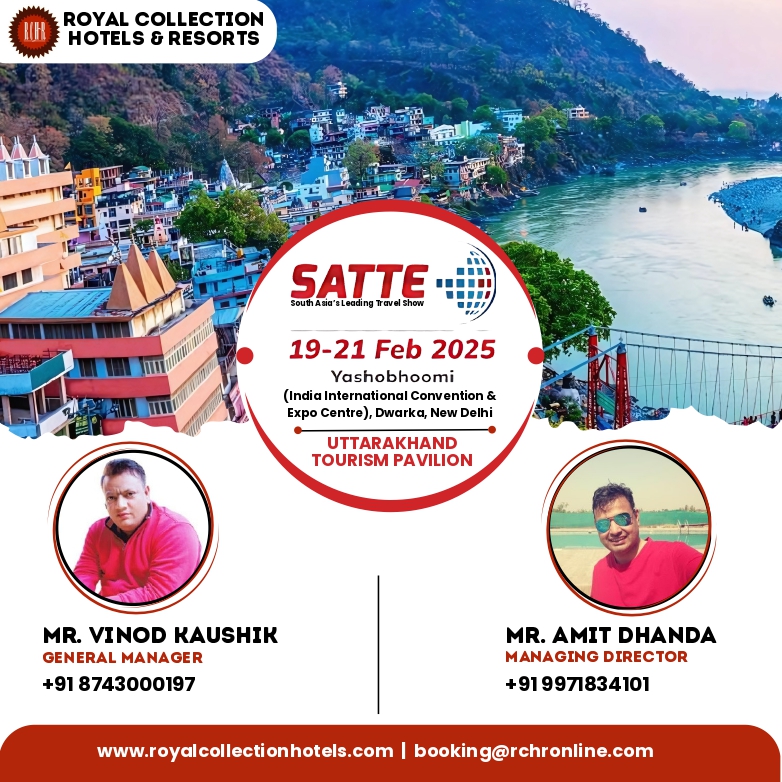 RCHR
ROYAL COLLECTION
HOTELS & RESORTS
SATTE
South Asia's Leading Travel Show
19-21 Feb 2025
Yashobhoomi
(India International Convention &
Expo Centre), Dwarka, New Delhi
UTTARAKHAND
TOURISM PAVILION
MR. VINOD KAUSHIK
GENERAL MANAGER
+91 8743000197
MR. AMIT DHANDA
MANAGING DIRECTOR
+91 9971834101
www.royalcollectionhotels.com | booking@rchronline.com